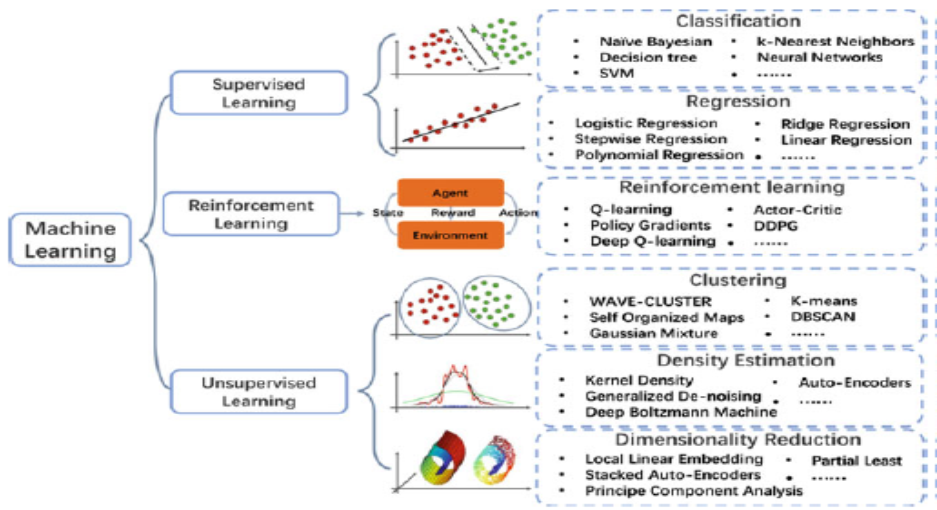 Machine
Learning
Supervised
Learning
Classification
• Naïve Bayesian • k-Nearest Neighbors
• Decision tree • Neural Networks
• SVM • ......
Regression
• Logistic Regression • Ridge Regression
• Stepwise Regression • Linear Regression
• Polynomial Regression • ......
Reinforcement
Learning
Agent
State Reward Action
Environment
Reinforcement learning
• Q-learning • Actor-Critic
• Policy Gradients • DDPG
• Deep Q-learning • ......
Unsupervised
Learning
Clustering
• WAVE-CLUSTER • K-means
• Self Organized Maps • DBSCAN
• Gaussian Mixture • ......
Density Estimation
• Kernel Density • Auto-Encoders
• Generalized De-noising • ......
• Deep Boltzmann Machine
Dimensionality Reduction
• Local Linear Embedding • Partial Least
• Stacked Auto-Encoders • ......
• Principe Component Analysis